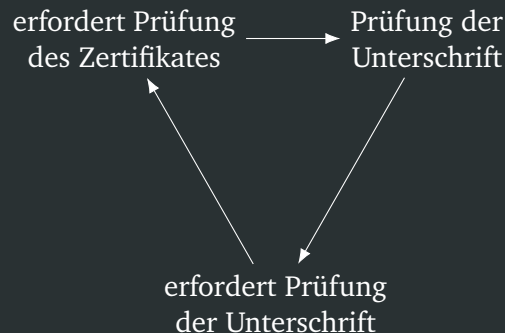 erfordert Prüfung
des Zertifikates
Prüfung der
Unterschrift
erfordert Prüfung
der Unterschrift